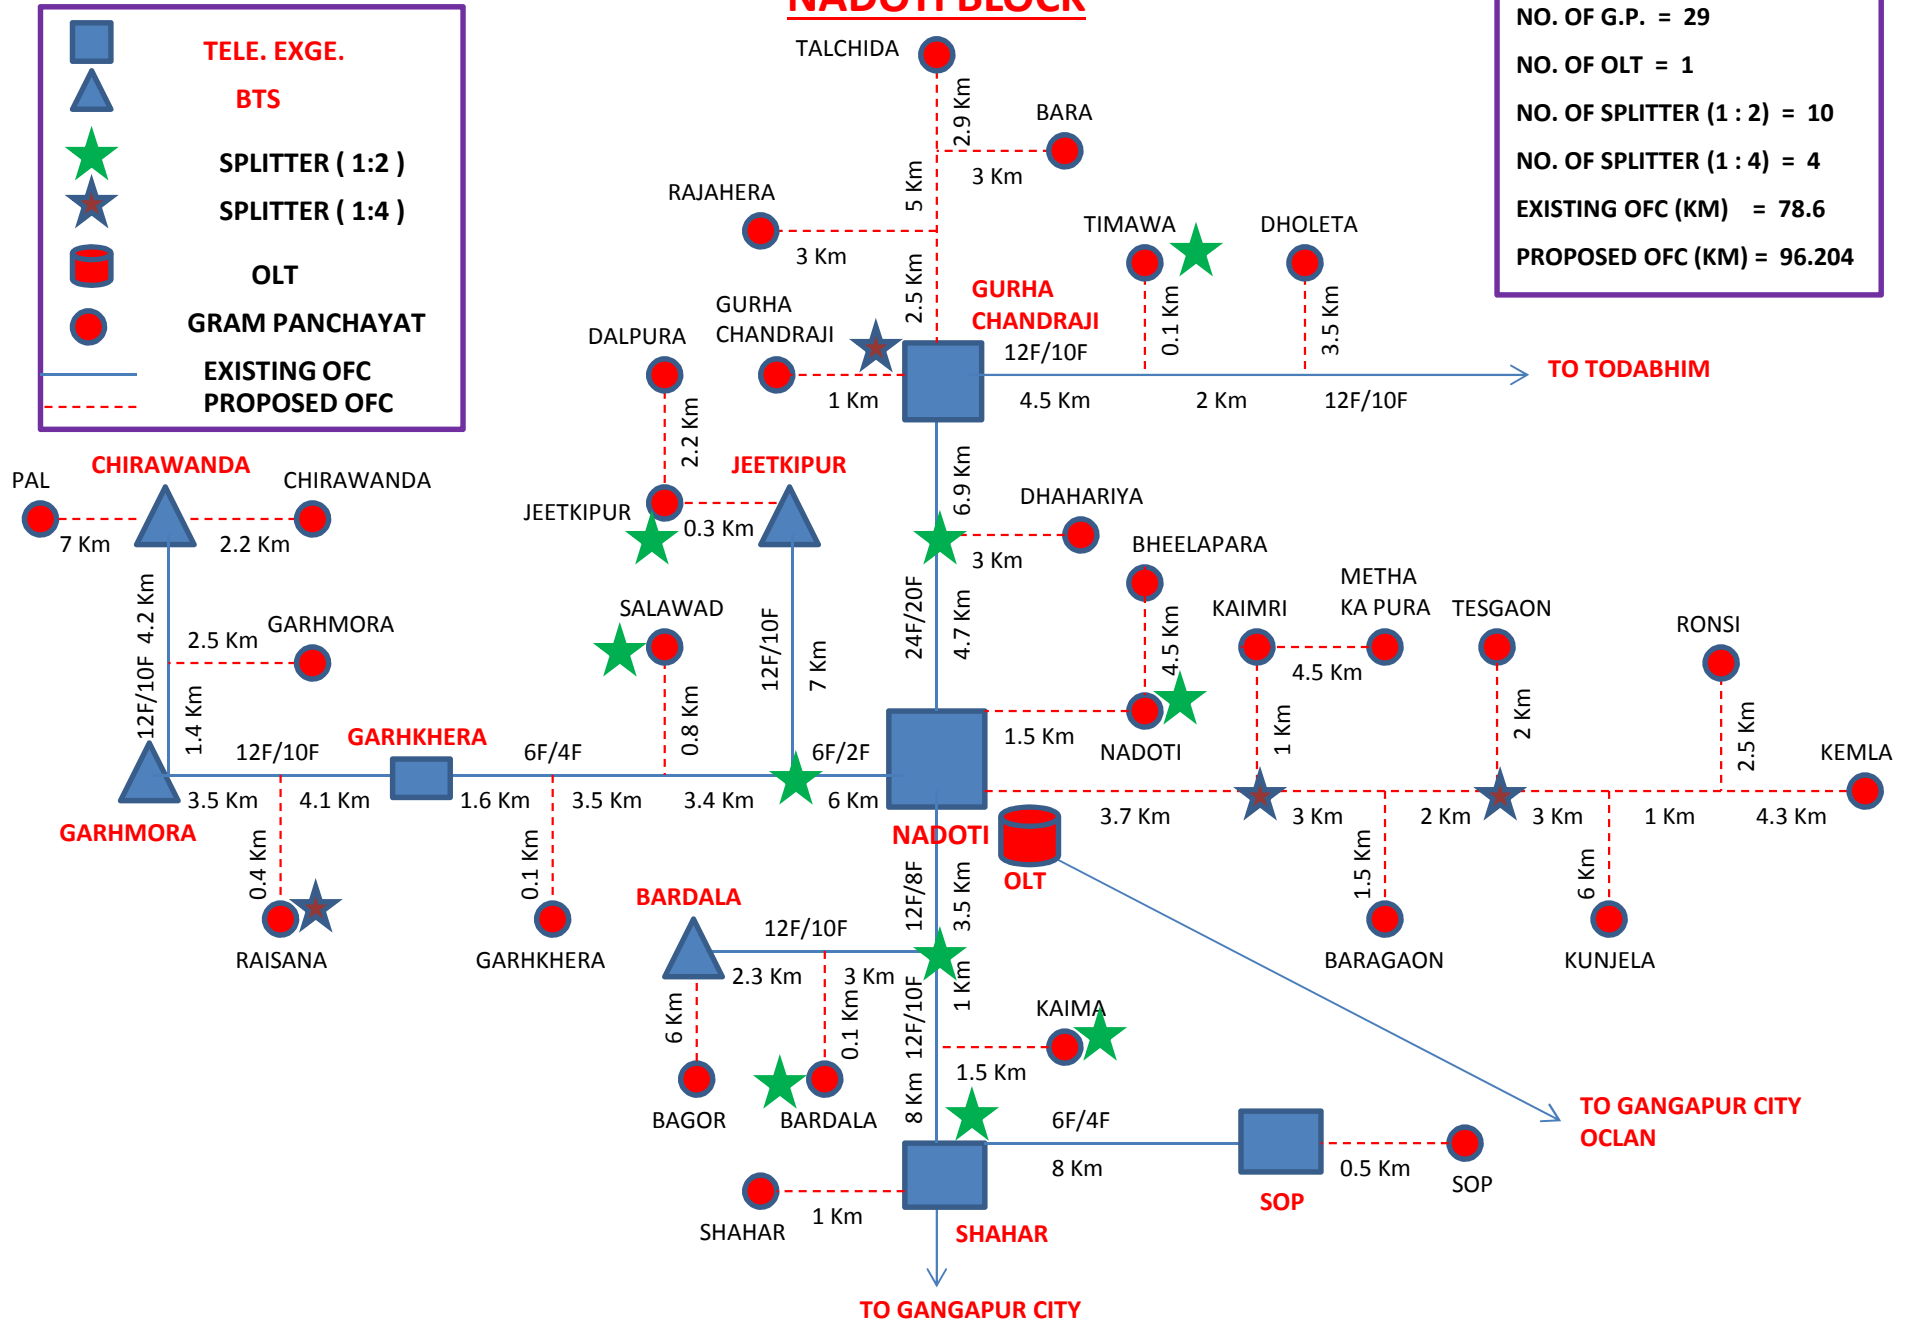 NADOTI BLOCK
TELE. EXGE.
BTS
SPLITTER ( 1:2 )
SPLITTER ( 1:4 )
OLT
GRAM PANCHAYAT
EXISTING OFC
PROPOSED OFC
NO. OF G.P. = 29
NO. OF OLT = 1
NO. OF SPLITTER (1 : 2) = 10
NO. OF SPLITTER (1 : 4) = 4
EXISTING OFC (KM) = 78.6
PROPOSED OFC (KM) = 96.204
TALCHIDA
2.9 Km
BARA
3 Km
5 Km
RAJAHERA
3 Km
2.5 Km
TIMAWA
DHOLETA
0.1 Km
3.5 Km
GURHA
CHANDRAJI
GURHA
CHANDRAJI
1 Km
12F/10F
4.5 Km
2 Km
12F/10F
TO TODABHIM
DALPURA
2.2 Km
JEETKIPUR
JEETKIPUR
0.3 Km
12F/10F
7 Km
6.9 Km
DHAHARIYA
3 Km
24F/20F
4.7 Km
CHIRAWANDA
PAL
7 Km
CHIRAWANDA
2.2 Km
12F/10F
4.2 Km
GARHMORA
2.5 Km
1.4 Km
GARHMORA
12F/10F
3.5 Km
4.1 Km
0.4 Km
RAISANA
GARHKHERA
6F/4F
1.6 Km
3.5 Km
3.4 Km
0.1 Km
GARHKHERA
SALAWAD
0.8 Km
6F/2F
6 Km
BHEELAPARA
4.5 Km
NADOTI
1.5 Km
NADOTI
OLT
KAIMRI
METHA
KA PURA
4.5 Km
1 Km
TESGAON
2 Km
RONSI
2.5 Km
KEMLA
3.7 Km
3 Km
2 Km
3 Km
1 Km
4.3 Km
1.5 Km
BARAGAON
6 Km
KUNJELA
12F/8F
3.5 Km
BARDALA
12F/10F
2.3 Km
3 Km
6 Km
BAGOR
0.1 Km
BARDALA
12F/10F
1 Km
8 Km
KAIMA
1.5 Km
6F/4F
8 Km
SOP
0.5 Km
SOP
SHAHAR
1 Km
SHAHAR
TO GANGAPUR CITY
OCLAN
TO GANGAPUR CITY